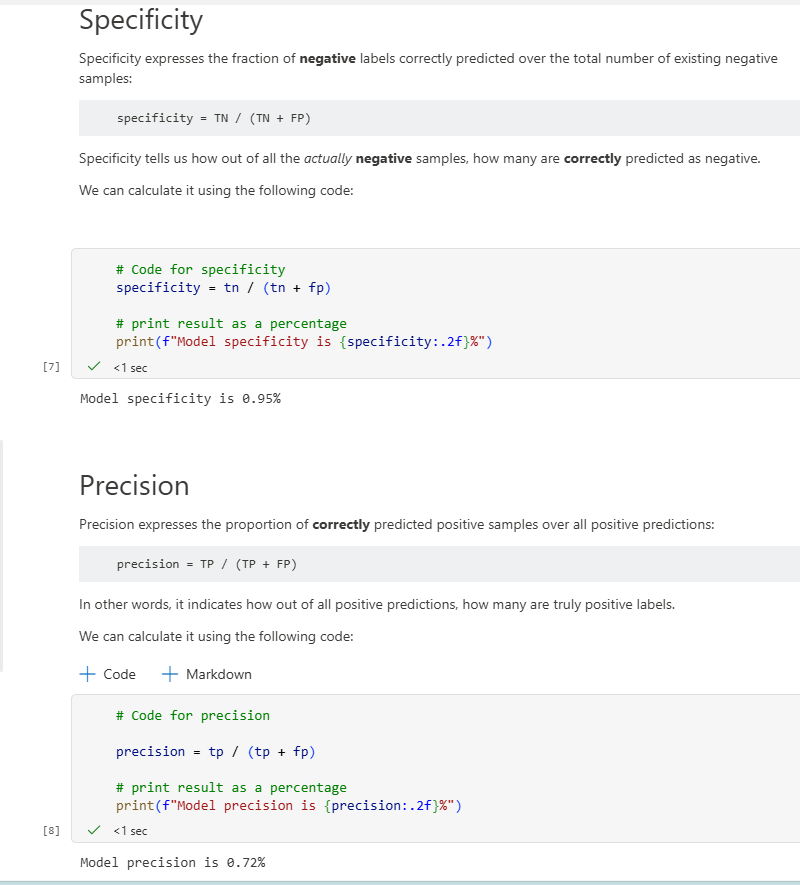 Specificity
Specificity expresses the fraction of negative labels correctly predicted over the total number of existing negative
samples:
specificity = TN / (TN + FP)
Specificity tells us how out of all the actually negative samples, how many are correctly predicted as negative.
We can calculate it using the following code:
# Code for specificity
specificity = tn / (tn + fp)
# print result as a percentage
print(f"Model specificity is {specificity:.2f}%")
[7]
<1 sec
Model specificity is 0.95%
Precision
Precision expresses the proportion of correctly predicted positive samples over all positive predictions:
precision = TP / (TP + FP)
In other words, it indicates how out of all positive predictions, how many are truly positive labels.
We can calculate it using the following code:
+ Code + Markdown
# Code for precision
precision = tp / (tp + fp)
# print result as a percentage
print(f"Model precision is {precision:.2f}%")
[8]
<1 sec
Model precision is 0.72%